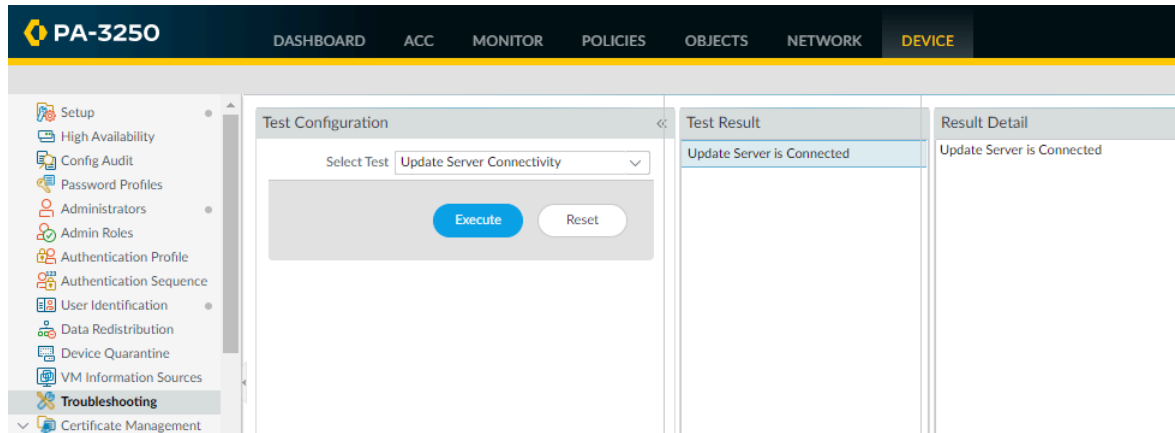 PA-3250
DASHBOARD ACC MONITOR POLICIES OBJECTS NETWORK DEVICE
Setup
High Availability
Config Audit
Password Profiles
Administrators
Admin Roles
Authentication Profile
Authentication Sequence
User Identification
Data Redistribution
Device Quarantine
VM Information Sources
Troubleshooting
Certificate Management
Test Configuration
Select Test Update Server Connectivity
Execute Reset
Test Result
Update Server is Connected
Result Detail
Update Server is Connected